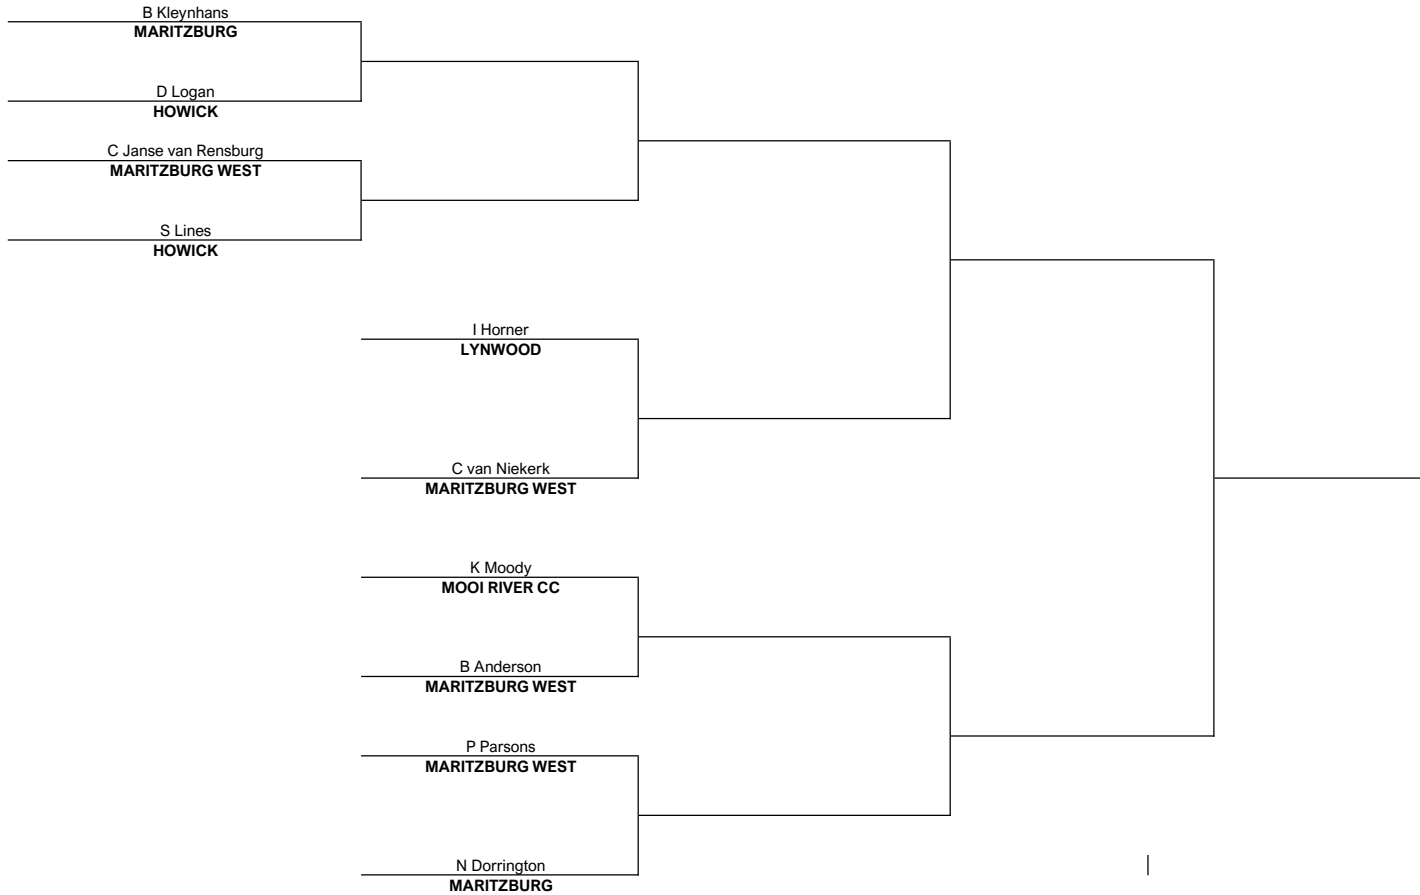 B Kleynhans
MARITZBURG
D Logan
HOWICK
C Janse van Rensburg
MARITZBURG WEST
S Lines
HOWICK
I Horner
LYNWOOD
C van Niekerk
MARITZBURG WEST
K Moody
MOOI RIVER CC
B Anderson
MARITZBURG WEST
P Parsons
MARITZBURG WEST
N Dorrington
MARITZBURG